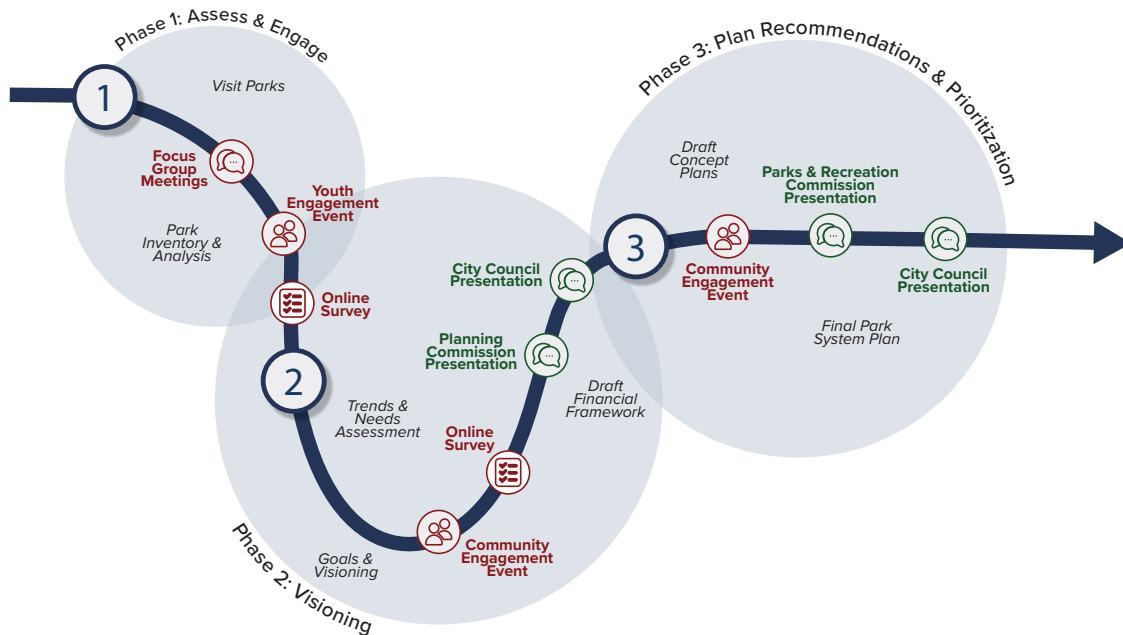 Phase 1: Assess & Engage
1
Visit Parks
Focus
Group
Meetings
Youth
Engagement
Event
Park
Inventory &
Analysis
Online
Survey
Phase 2: Visioning
2
Trends &
Needs
Assessment
Goals &
Visioning
Community
Engagement
Event
Online
Survey
Planning
Commission
Presentation
City Council
Presentation
Draft
Financial
Framework
Phase 3: Plan Recommendations & Prioritization
3
Draft
Concept
Plans
Community
Engagement
Event
Parks & Recreation
Commission
Presentation
City Council
Presentation
Final Park
System Plan